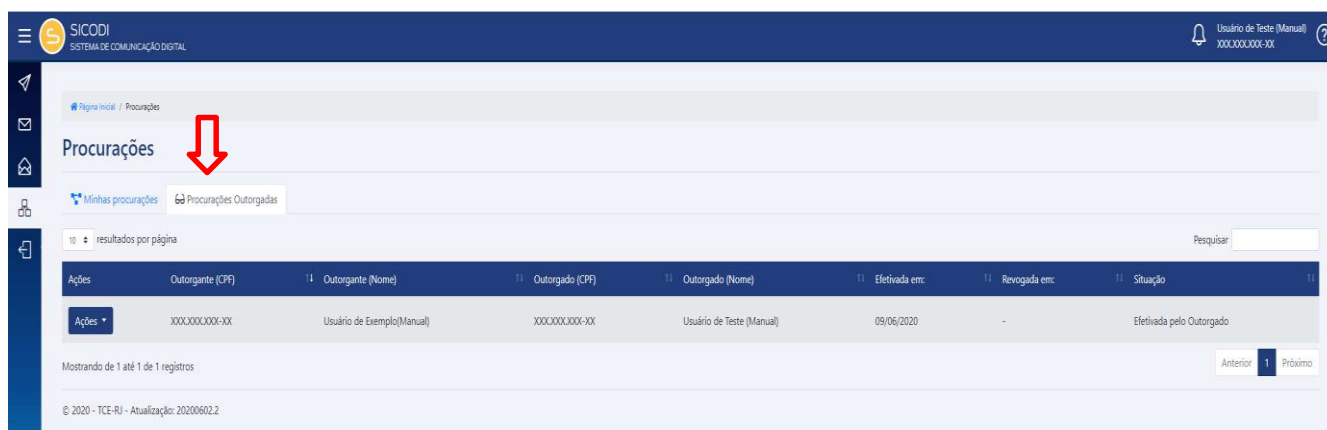 SICODI
SISTEMA DE COMUNICAÇÃO DIGITAL
Usuário de Teste (Manual)
XXX.XXX.XXX-XX
Página Inicial / Procurações
Procurações
Minhas procurações Procurações Outorgadas
10 resultados por página Pesquisar
Ações Outorgante (CPF) Outorgante (Nome) Outorgado (CPF) Outorgado (Nome) Efetivada em: Revogada em: Situação
Ações XXX.XXX.XXX-XX Usuário de Exemplo(Manual) XXX.XXX.XXX-XX Usuário de Teste (Manual) 09/06/2020 - Efetivada pelo Outorgado
Mostrando de 1 até 1 de 1 registros Anterior 1 Próximo
© 2020 - TCE-RJ - Atualização: 20200602.2